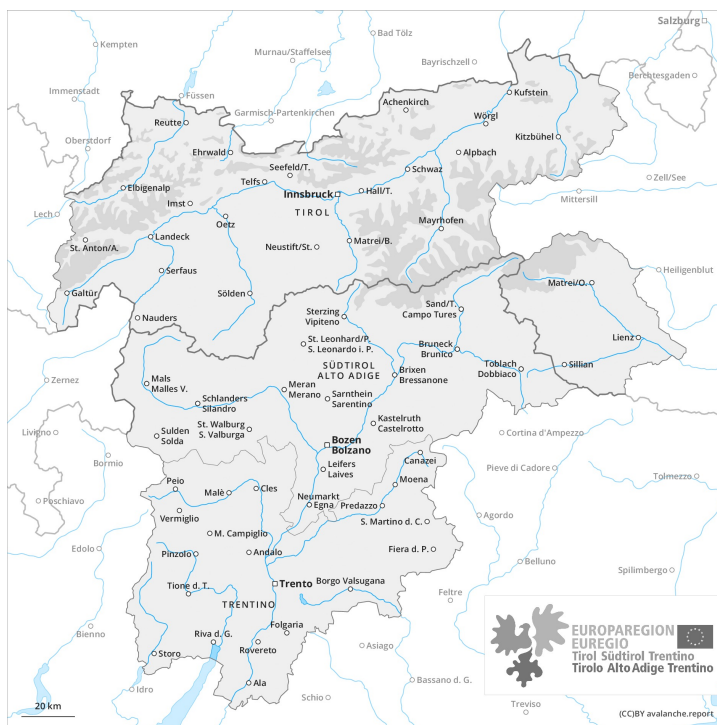 Salzburg
Bad Tölz
Kempten
Murnau/Staffelsee
Bayrischzell
Berchtesgaden
Immenstadt
Füssen
Kufstein
Achenkirch
Garmisch-Partenkirchen
Reutte
Wörgl
Kitzbühel
Oberstdorf
Ehrwald
Alpbach
Seefeld/T.
Schwaz
Telfs
Zell/See
Elbigenalp
Innsbruck
Hall/T.
Mittersill
Imst
TIROL
Lech
Oetz
Mayrhofen
Landeck
Matrei/B.
St. Anton/A.
Neustift/St.
Serfaus
Heiligenblut
Matrei/O.
Galtür
Sölden
Sand/T.
Campo Tures
Nauders
Sterzing
Vipiteno
Lienz
St. Leonhard/P.
S. Leonardo i. P.
Bruneck
Brunico
SÜDTIROL
ALTO ADIGE
Toblach
Dobbiaco
Sillian
Brixen
Bressanone
Zernez
Mals
Malles V.
Meran
Merano
Sarnthein
Sarentino
Schlanders
Silandro
Kastelruth
Castelrotto
St. Walburg
S. Valburga
Sulden
Solda
Livigno
Cortina d'Ampezzo
Bozen
Bolzano
Bormio
Canazei
Leifers
Laives
Pieve di Cadore
Tolmezzo
Moena
Peio
Malè
Cles
Neumarkt
Egna
Predazzo
Poschiavo
Vermiglio
S. Martino d. C.
Agordo
M. Campiglio
Edolo
Pinzolo
Andalo
Fiera d. P.
Belluno
Spilimbergo
Tione d. T.
Trento
Borgo Valsugana
Feltre
TRENTINO
Folgaria
Bienno
Riva d. G.
Rovereto
Asiago
Storo
Ala
Bassano d. G.
Idro
Schio
Treviso
EUROPAREGION
EUREGIO
Tirol Südtirol Trentino
Tirolo Alto Adige Trentino
20 km
(CC)BY avalanche.report